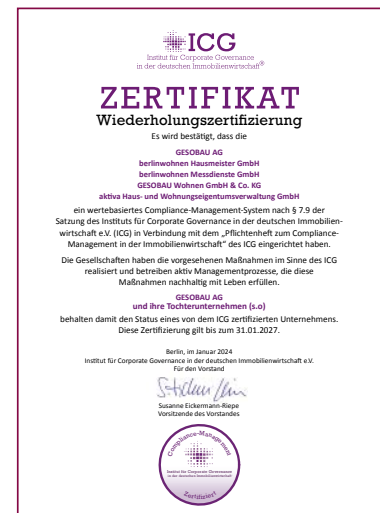 ICG
Institut für Corporate Governance
in der deutschen Immobilienwirtschaft®
ZERTIFIKAT
Wiederholungszertifizierung
Es wird bestätigt, dass die
GESOBAU AG
berlinwohnen Hausmeister GmbH
berlinwohnen Messdienste GmbH
GESOBAU Wohnen GmbH & Co. KG
aktiva Haus- und Wohnungseigentumsverwaltung GmbH
ein wertebasiertes Compliance-Management-System nach § 7.9 der
Satzung des Instituts für Corporate Governance in der deutschen Immobilien-
wirtschaft e.V. (ICG) in Verbindung mit dem „Pflichtenheft zum Compliance-
Management in der Immobilienwirtschaft“ des ICG eingerichtet haben.
Die Gesellschaften haben die vorgesehenen Maßnahmen im Sinne des ICG
realisiert und betreiben aktiv Managementprozesse, die diese
Maßnahmen nachhaltig mit Leben erfüllen.
GESOBAU AG
und ihre Tochterunternehmen (s.o)
behalten damit den Status eines von dem ICG zertifizierten Unternehmens.
Diese Zertifizierung gilt bis zum 31.01.2027.
Berlin, im Januar 2024
Institut für Corporate Governance in der deutschen Immobilienwirtschaft e.V.
Für den Vorstand
Susanne Eickermann-Riepe
Vorsitzende des Vorstandes
Compliance-Management
Institut für Corporate Governance
in der deutschen Immobilienwirtschaft
Zertifiziert